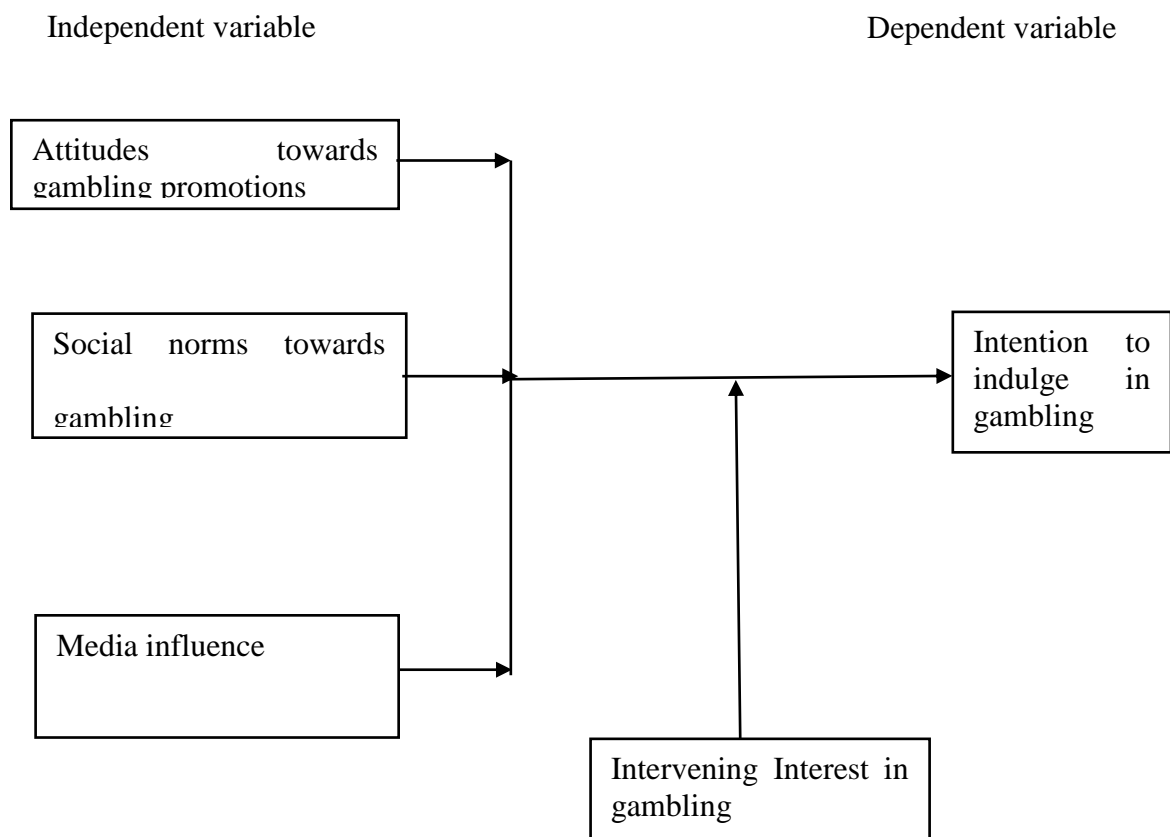 Independent variable
Dependent variable
Attitudes towards
gambling promotions
Social norms towards
gambling
Intention to
indulge in
gambling
Media influence
Intervening Interest in
gambling